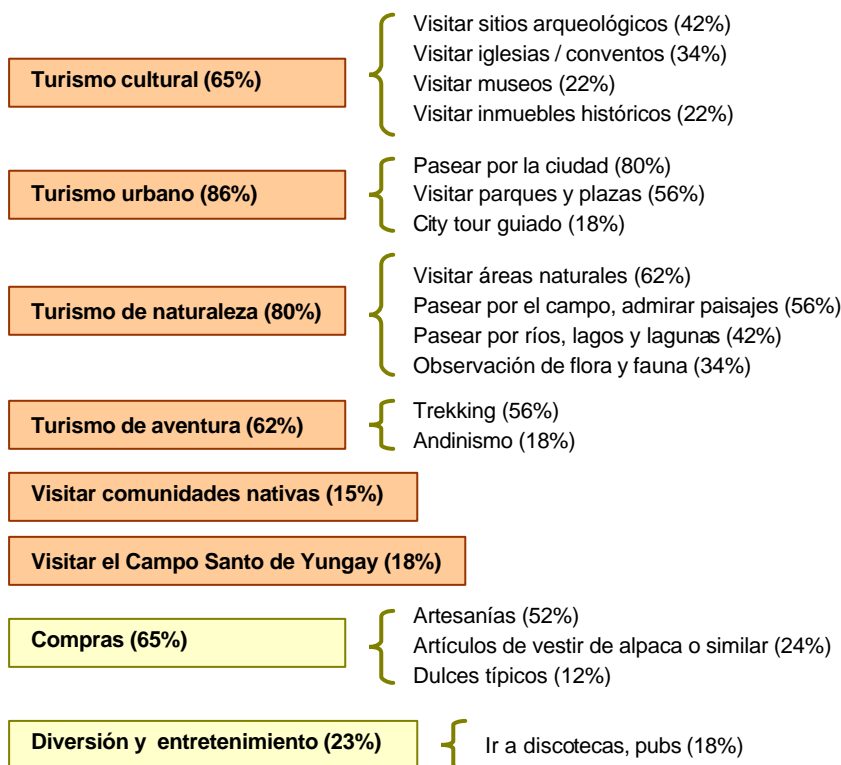 Turismo cultural (65%)
Visitar sitios arqueológicos (42%)
Visitar iglesias / conventos (34%)
Visitar museos (22%)
Visitar inmuebles históricos (22%)
Turismo urbano (86%)
Pasear por la ciudad (80%)
Visitar parques y plazas (56%)
City tour guiado (18%)
Turismo de naturaleza (80%)
Visitar áreas naturales (62%)
Pasear por el campo, admirar paisajes (56%)
Pasear por ríos, lagos y lagunas (42%)
Observación de flora y fauna (34%)
Turismo de aventura (62%)
Trekking (56%)
Andinismo (18%)
Visitar comunidades nativas (15%)
Visitar el Campo Santo de Yungay (18%)
Compras (65%)
Artesanías (52%)
Artículos de vestir de alpaca o similar (24%)
Dulces típicos (12%)
Diversión y entretenimiento (23%)
Ir a discotecas, pubs (18%)